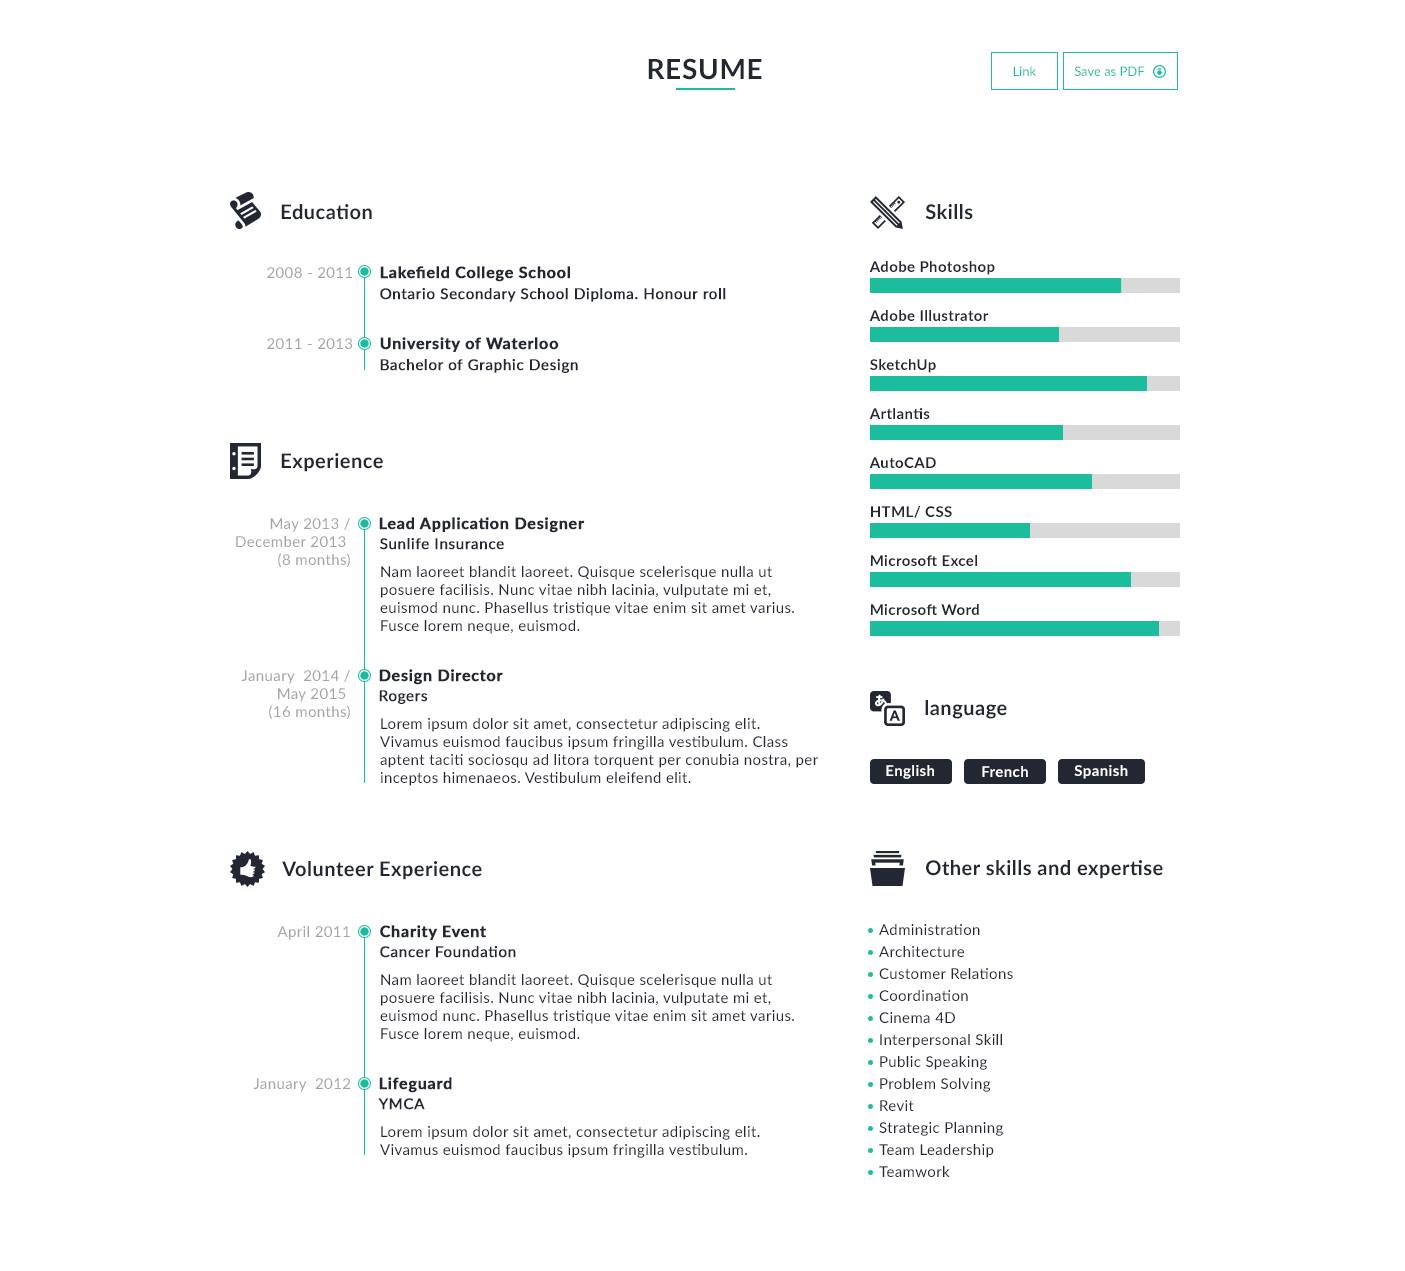 RESUME
Link
Save as PDF
Education
2008 - 2011
Lakefield College School
Ontario Secondary School Diploma. Honour roll
2011 - 2013
University of Waterloo
Bachelor of Graphic Design
Experience
May 2013 /
December 2013
(8 months)
Lead Application Designer
Sunlife Insurance
Nam laoreet blandit laoreet. Quisque scelerisque nulla ut
posuere facilisis. Nunc vitae nibh lacinia, vulputate mi et,
euismod nunc. Phasellus tristique vitae enim sit amet varius.
Fusce lorem neque, euismod.
January  2014 /
May 2015
(16 months)
Design Director
Rogers
Lorem ipsum dolor sit amet, consectetur adipiscing elit.
Vivamus euismod faucibus ipsum fringilla vestibulum. Class
aptent taciti sociosqu ad litora torquent per conubia nostra, per
inceptos himenaeos. Vestibulum eleifend elit.
Volunteer Experience
April 2011
Charity Event
Cancer Foundation
Nam laoreet blandit laoreet. Quisque scelerisque nulla ut
posuere facilisis. Nunc vitae nibh lacinia, vulputate mi et,
euismod nunc. Phasellus tristique vitae enim sit amet varius.
Fusce lorem neque, euismod.
January  2012
Lifeguard
YMCA
Lorem ipsum dolor sit amet, consectetur adipiscing elit.
Vivamus euismod faucibus ipsum fringilla vestibulum.
Skills
Adobe Photoshop
Adobe Illustrator
SketchUp
Artlantis
AutoCAD
HTML/ CSS
Microsoft Excel
Microsoft Word
あ
A
language
English
French
Spanish
Other skills and expertise
• Administration
• Architecture
• Customer Relations
• Coordination
• Cinema 4D
• Interpersonal Skill
• Public Speaking
• Problem Solving
• Revit
• Strategic Planning
• Team Leadership
• Teamwork